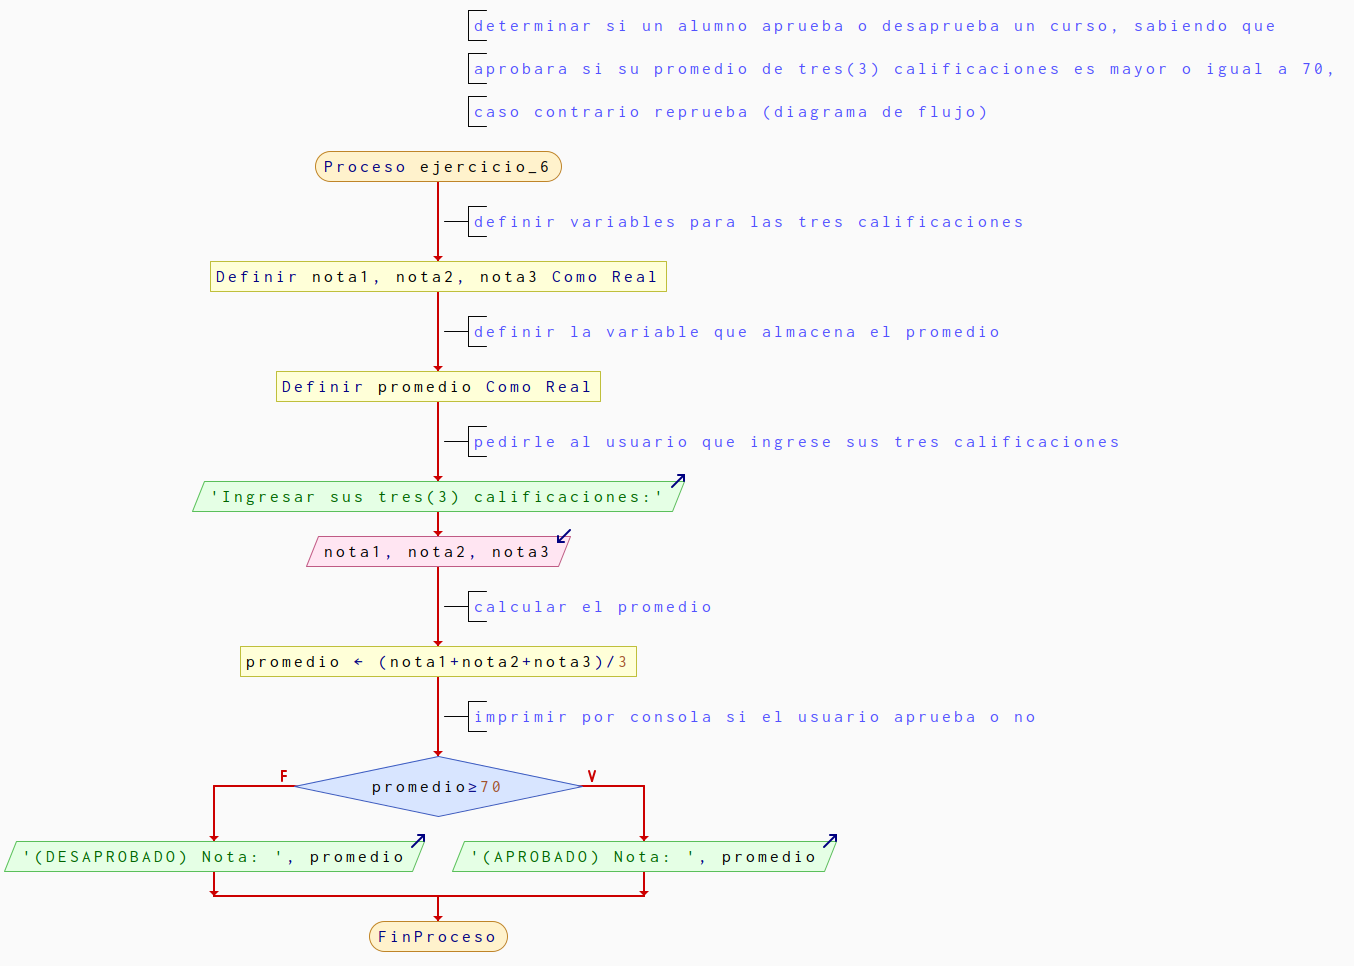 determinar si un alumno aprueba o desaprueba un curso, sabiendo que
aprobara si su promedio de tres(3) calificaciones es mayor o igual a 70,
caso contrario reprueba (diagrama de flujo)
Proceso ejercicio_6
definir variables para las tres calificaciones
Definir nota1, nota2, nota3 Como Real
definir la variable que almacena el promedio
Definir promedio Como Real
pedirle al usuario que ingrese sus tres calificaciones
'Ingresar sus tres(3) calificaciones:'
nota1, nota2, nota3
calcular el promedio
promedio ← (nota1+nota2+nota3)/3
imprimir por consola si el usuario aprueba o no
F
V
promedio≥70
'(DESAPROBADO) Nota: ', promedio
'(APROBADO) Nota: ', promedio
FinProceso